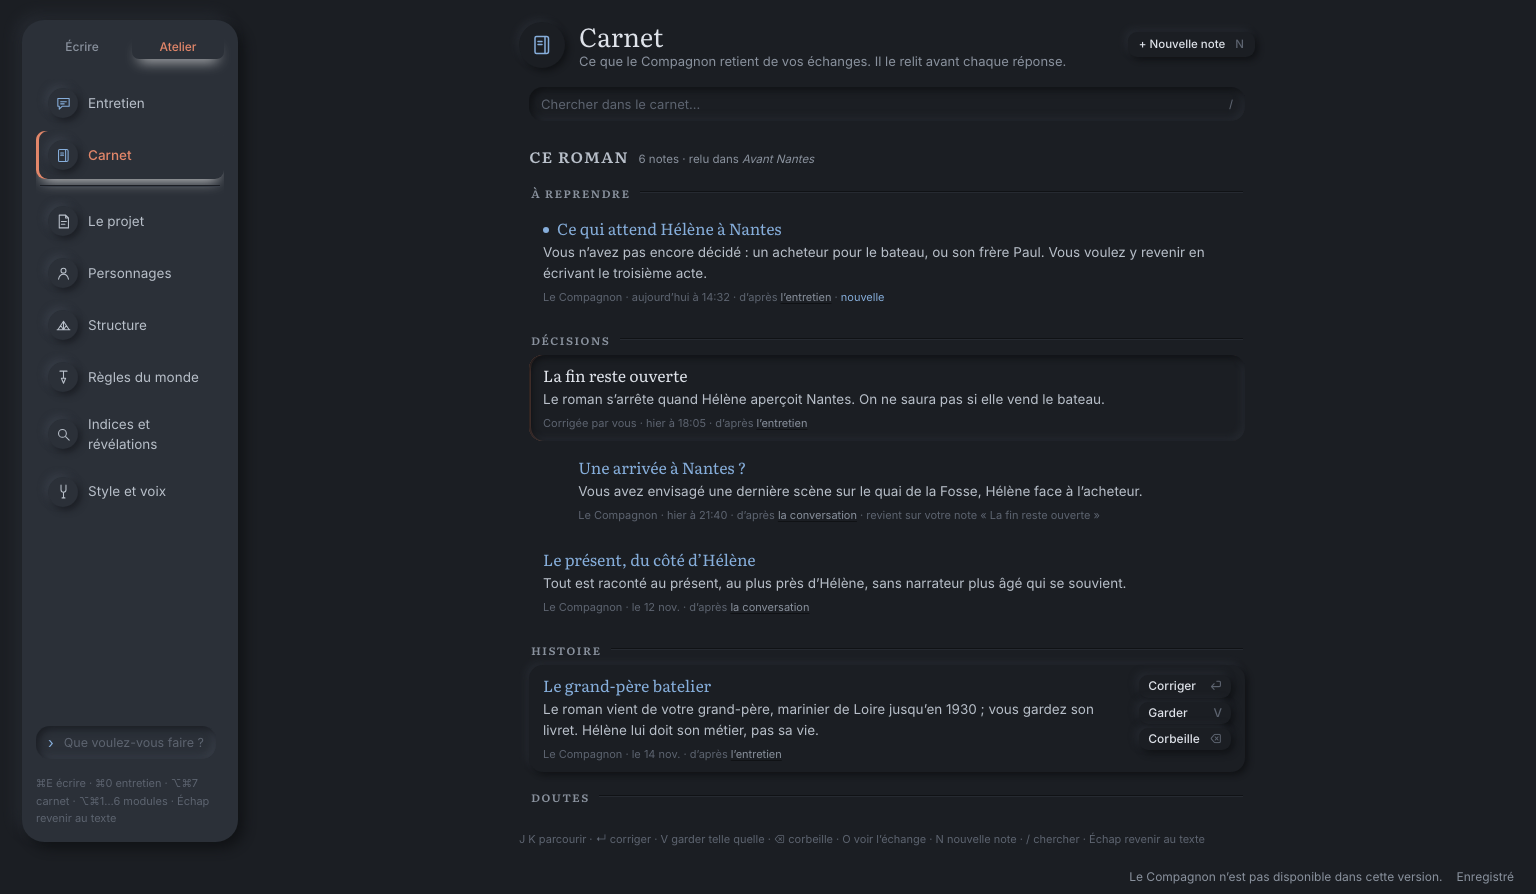 Écrire
Atelier
Entretien
Carnet
Le projet
Personnages
Structure
Règles du monde
Indices et
révélations
Style et voix
› Que voulez-vous faire ?
⌘E écrire · ⌘0 entretien · ⌥⌘7
carnet · ⌥⌘1…6 modules · Échap
revenir au texte
Carnet
Ce que le Compagnon retient de vos échanges. Il le relit avant chaque réponse.
+ Nouvelle note N
Chercher dans le carnet… /
CE ROMAN 6 notes · relu dans Avant Nantes
À REPRENDRE
Ce qui attend Hélène à Nantes
Vous n’avez pas encore décidé : un acheteur pour le bateau, ou son frère Paul. Vous voulez y revenir en
écrivant le troisième acte.
Le Compagnon · aujourd’hui à 14:32 · d’après l’entretien · nouvelle
DÉCISIONS
La fin reste ouverte
Le roman s’arrête quand Hélène aperçoit Nantes. On ne saura pas si elle vend le bateau.
Corrigée par vous · hier à 18:05 · d’après l’entretien
Une arrivée à Nantes ?
Vous avez envisagé une dernière scène sur le quai de la Fosse, Hélène face à l’acheteur.
Le Compagnon · hier à 21:40 · d’après la conversation · revient sur votre note « La fin reste ouverte »
Le présent, du côté d’Hélène
Tout est raconté au présent, au plus près d’Hélène, sans narrateur plus âgé qui se souvient.
Le Compagnon · le 12 nov. · d’après la conversation
HISTOIRE
Le grand-père batelier
Le roman vient de votre grand-père, marinier de Loire jusqu’en 1930 ; vous gardez son
livret. Hélène lui doit son métier, pas sa vie.
Le Compagnon · le 14 nov. · d’après l’entretien
Corriger ↵
Garder V
Corbeille ⌫
DOUTES
J K parcourir · ↵ corriger · V garder telle quelle · ⌫ corbeille · O voir l’échange · N nouvelle note · / chercher · Échap revenir au texte
Le Compagnon n’est pas disponible dans cette version. Enregistré